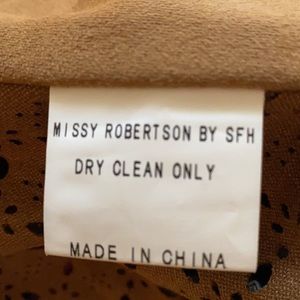 MISSY ROBERTSON BY SFH
DRY CLEAN ONLY
MADE IN CHINA